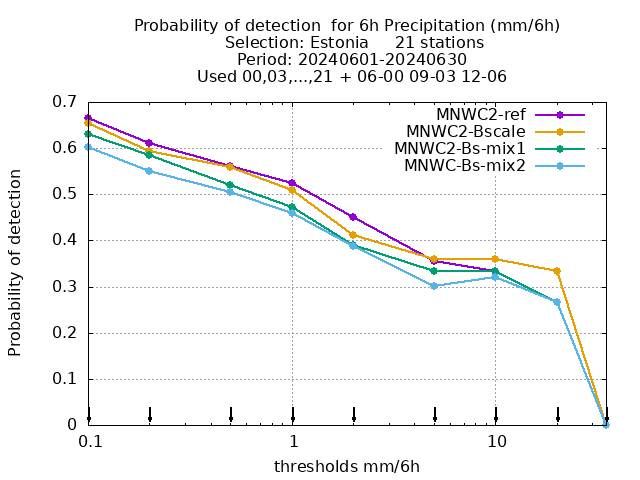 Probability of detection  for 6h Precipitation (mm/6h)
Selection: Estonia     21 stations
Period: 20240601-20240630
Used 00,03,...,21 + 06-00 09-03 12-06
MNWC2-ref
MNWC2-Bscale
MNWC2-Bs-mix1
MNWC-Bs-mix2
Probability of detection
0.7
0.6
0.5
0.4
0.3
0.2
0.1
0
0.1 1 10
thresholds mm/6h